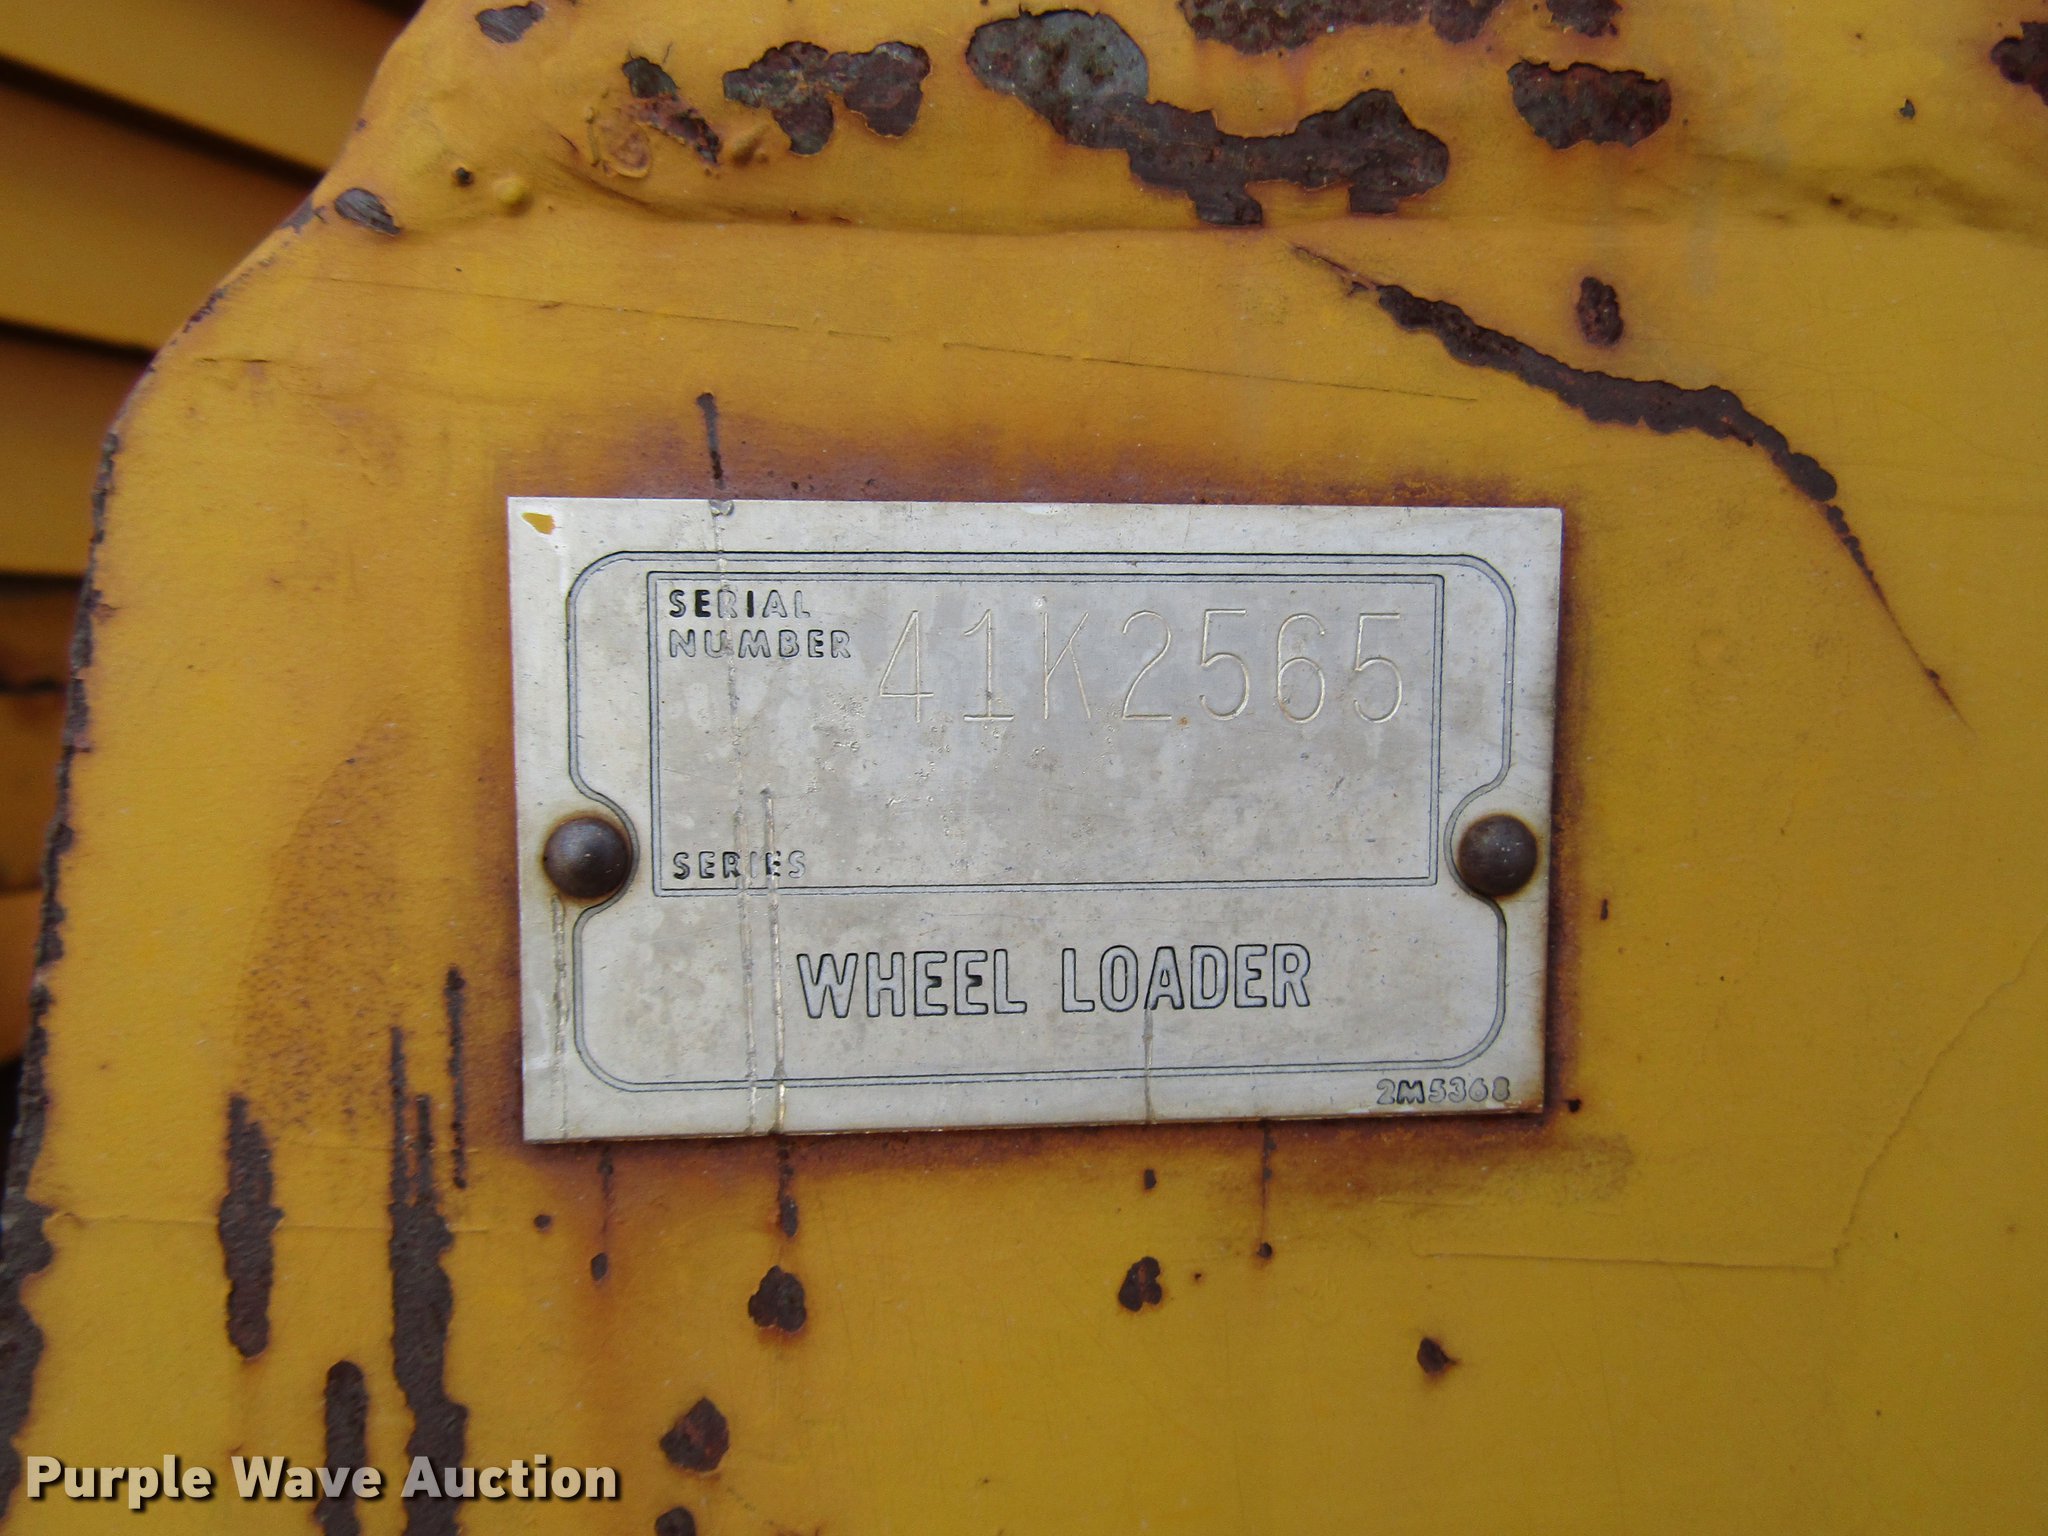 SERIAL
NUMBER 41K2565
SERIES
WHEEL LOADER
2M5368
Purple Wave Auction